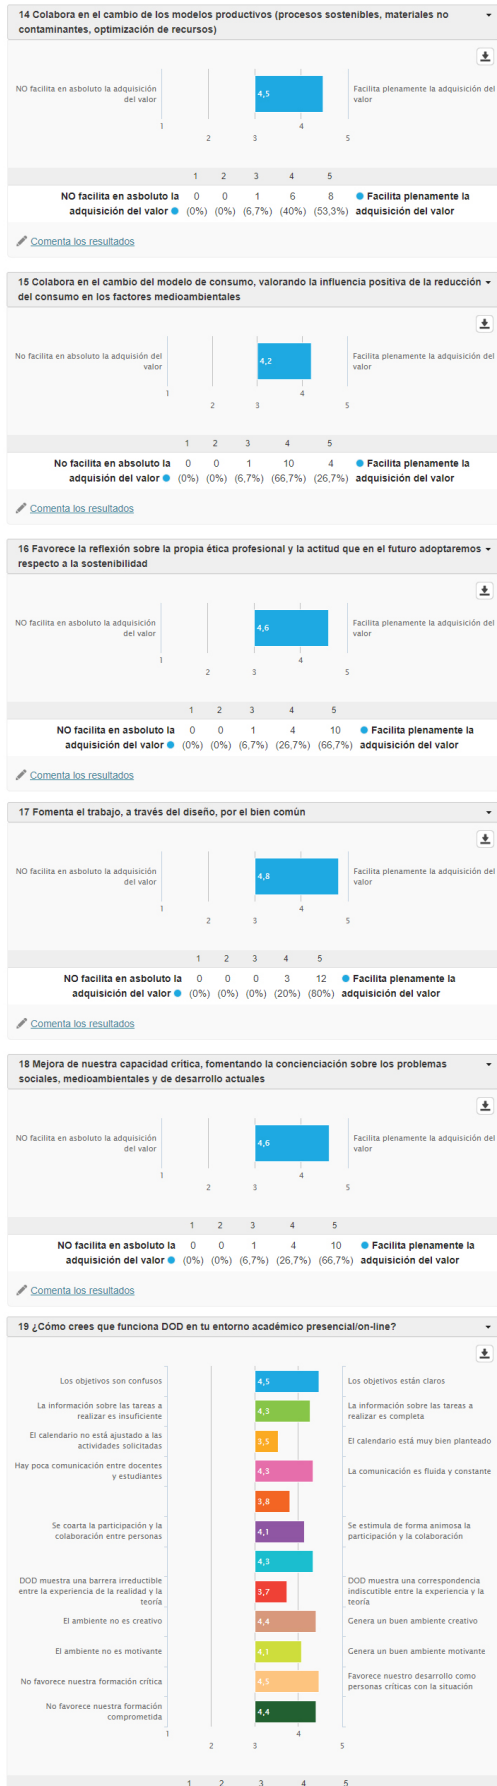 14 Colabora en el cambio de los modelos productivos (procesos sostenibles, materiales no
contaminantes, optimización de recursos)
NO facilita en asboluto la adquisición
del valor
4,5
Facilita plenamente la adquisición del
valor
1 2 3 4 5
1 2 3 4 5
NO facilita en asboluto la 0 0 1 6 8 Facilita plenamente la
adquisición del valor (0%) (0%) (6,7%) (40%) (53,3%) adquisición del valor
Comenta los resultados
15 Colabora en el cambio del modelo de consumo, valorando la influencia positiva de la reducción
del consumo en los factores medioambientales
No facilita en absoluto la adquisión del
valor
4,2
Facilita plenamente la adquisición del
valor
1 2 3 4 5
1 2 3 4 5
No facilita en absoluto la 0 0 1 10 4 Facilita plenamente la
adquisión del valor (0%) (0%) (6,7%) (66,7%) (26,7%) adquisición del valor
Comenta los resultados
16 Favorece la reflexión sobre la propia ética profesional y la actitud que en el futuro adoptaremos
respecto a la sostenibilidad
NO facilita en asboluto la adquisición
del valor
4,6
Facilita plenamente la adquisición del
valor
1 2 3 4 5
1 2 3 4 5
NO facilita en asboluto la 0 0 1 4 10 Facilita plenamente la
adquisición del valor (0%) (0%) (6,7%) (26,7%) (66,7%) adquisición del valor
Comenta los resultados
17 Fomenta el trabajo, a través del diseño, por el bien común
NO facilita en asboluto la adquisición
del valor
4,8
Facilita plenamente la adquisición del
valor
1 2 3 4 5
1 2 3 4 5
NO facilita en asboluto la 0 0 0 3 12 Facilita plenamente la
adquisición del valor (0%) (0%) (0%) (20%) (80%) adquisición del valor
Comenta los resultados
18 Mejora de nuestra capacidad crítica, fomentando la concienciación sobre los problemas
sociales, medioambientales y de desarrollo actuales
NO facilita en asboluto la adquisición
del valor
4,6
Facilita plenamente la adquisición del
valor
1 2 3 4 5
1 2 3 4 5
NO facilita en asboluto la 0 0 1 4 10 Facilita plenamente la
adquisición del valor (0%) (0%) (6,7%) (26,7%) (66,7%) adquisición del valor
Comenta los resultados
19 ¿Cómo crees que funciona DOD en tu entorno académico presencial/on-line?
Los objetivos son confusos 4,5 Los objetivos están claros
La información sobre las tareas a
realizar es insuficiente
4,3
La información sobre las tareas a
realizar es completa
El calendario no está ajustado a las
actividades solicitadas
3,5
El calendario está muy bien planteado
Hay poca comunicación entre docentes
y estudiantes
4,3
La comunicación es fluida y constante
3,8
Se coarta la participación y la
colaboración entre personas
4,1
Se estimula de forma animosa la
participación y la colaboración
4,3
DOD muestra una barrera irreductible
entre la experiencia de la realidad y la
teoría
3,7
DOD muestra una correspondencia
indiscutible entre la experiencia y la
teoría
El ambiente no es creativo 4,4 Genera un buen ambiente creativo
El ambiente no es motivante 4,1 Genera un buen ambiente motivante
No favorece nuestra formación crítica
4,5
Favorece nuestro desarrollo como
personas críticas con la situación
No favorece nuestra formación
comprometida
4,4
1 2 3 4 5
1 2 3 4 5